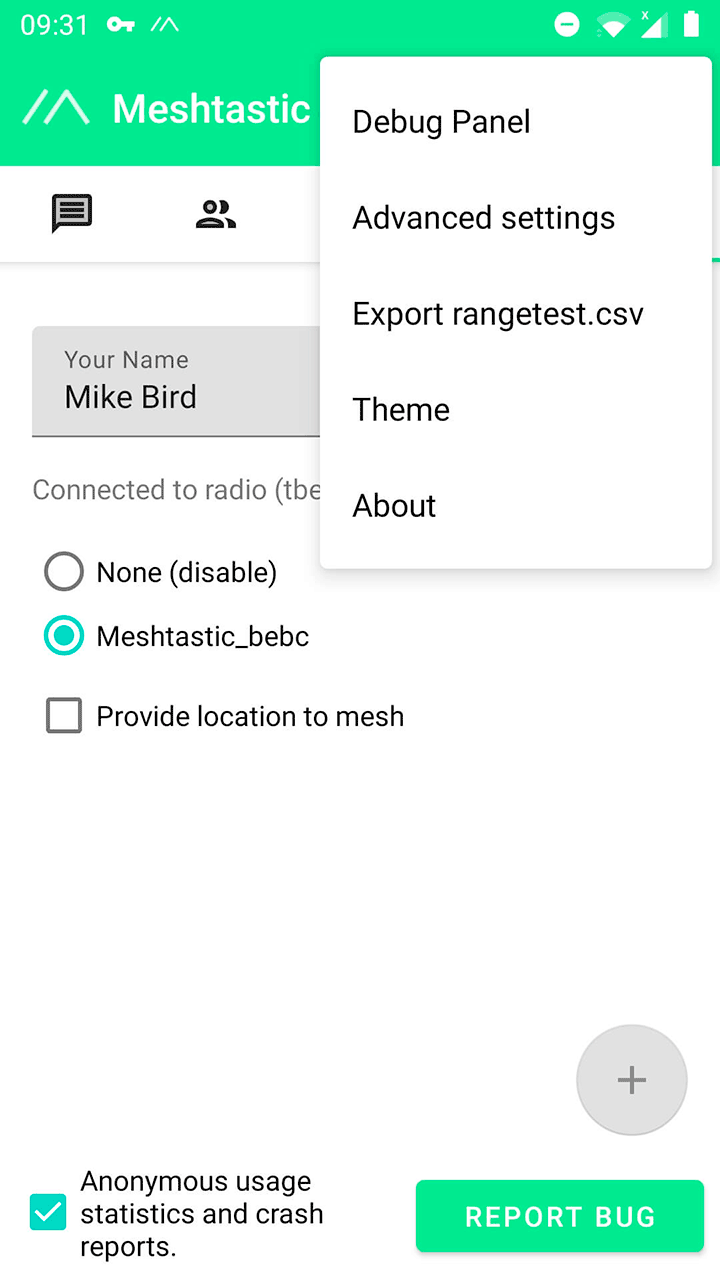 09:31
Meshtastic
Debug Panel
Advanced settings
Export rangetest.csv
Theme
About
Your Name
Mike Bird
Connected to radio (tbe
None (disable)
Meshtastic_bebc
Provide location to mesh
Anonymous usage
statistics and crash
reports.
REPORT BUG